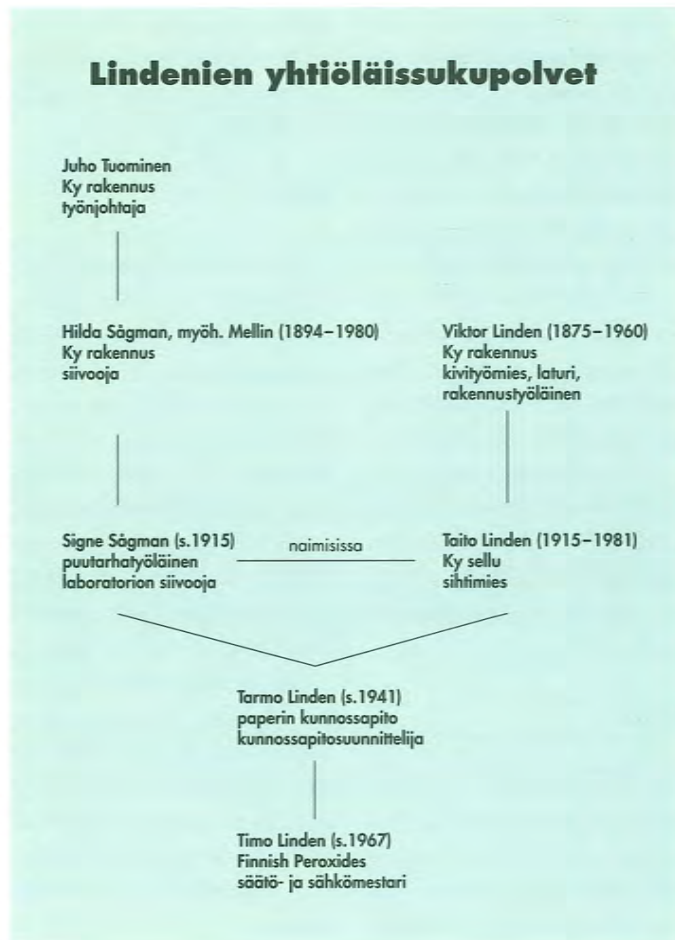 Lindenien yhtiöläissukupolvet
Juho Tuominen
Ky rakennus
työnjohtaja
Hilda Sågman, myöh. Mellin (1894–1980)
Ky rakennus
siivooja
Viktor Linden (1875–1960)
Ky rakennus
kivityömies, laturi,
rakennustyöläinen
Signe Sågman (s.1915)
puutarhatyöläinen
laboratorion siivooja
naimisissa
Taito Linden (1915–1981)
Ky sellu
sihtimies
Tarmo Linden (s.1941)
paperin kunnossapito
kunnossapitosuunnittelija
Timo Linden (s.1967)
Finnish Peroxides
säätö- ja sähkömestari